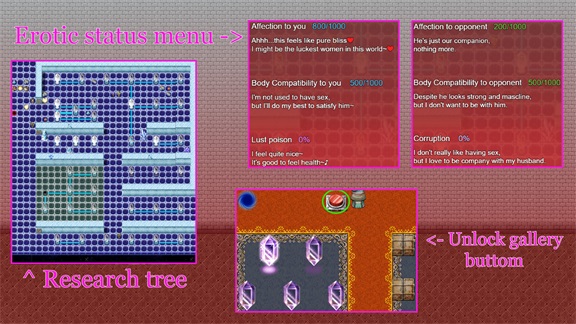 Erotic status menu ->
Affection to you 800/1000
Ahhh...this feels like pure bliss❤
I might be the luckest women in this world~❤
Body Compatibility to you 500/1000
I'm not used to have sex,
but I'll do my best to satisfy him~
Lust poison 0%
I feel quite nice~
It's good to feel health~♪
Affection to opponent 200/1000
He's just our companion,
nothing more.
Body Compatibility to opponent 500/1000
Despite he looks strong and mascline,
but I don't want to be with him.
Corruption 0%
I don't really like having sex,
but I love to be company with my husband.
^ Research tree
<- Unlock gallery
buttom